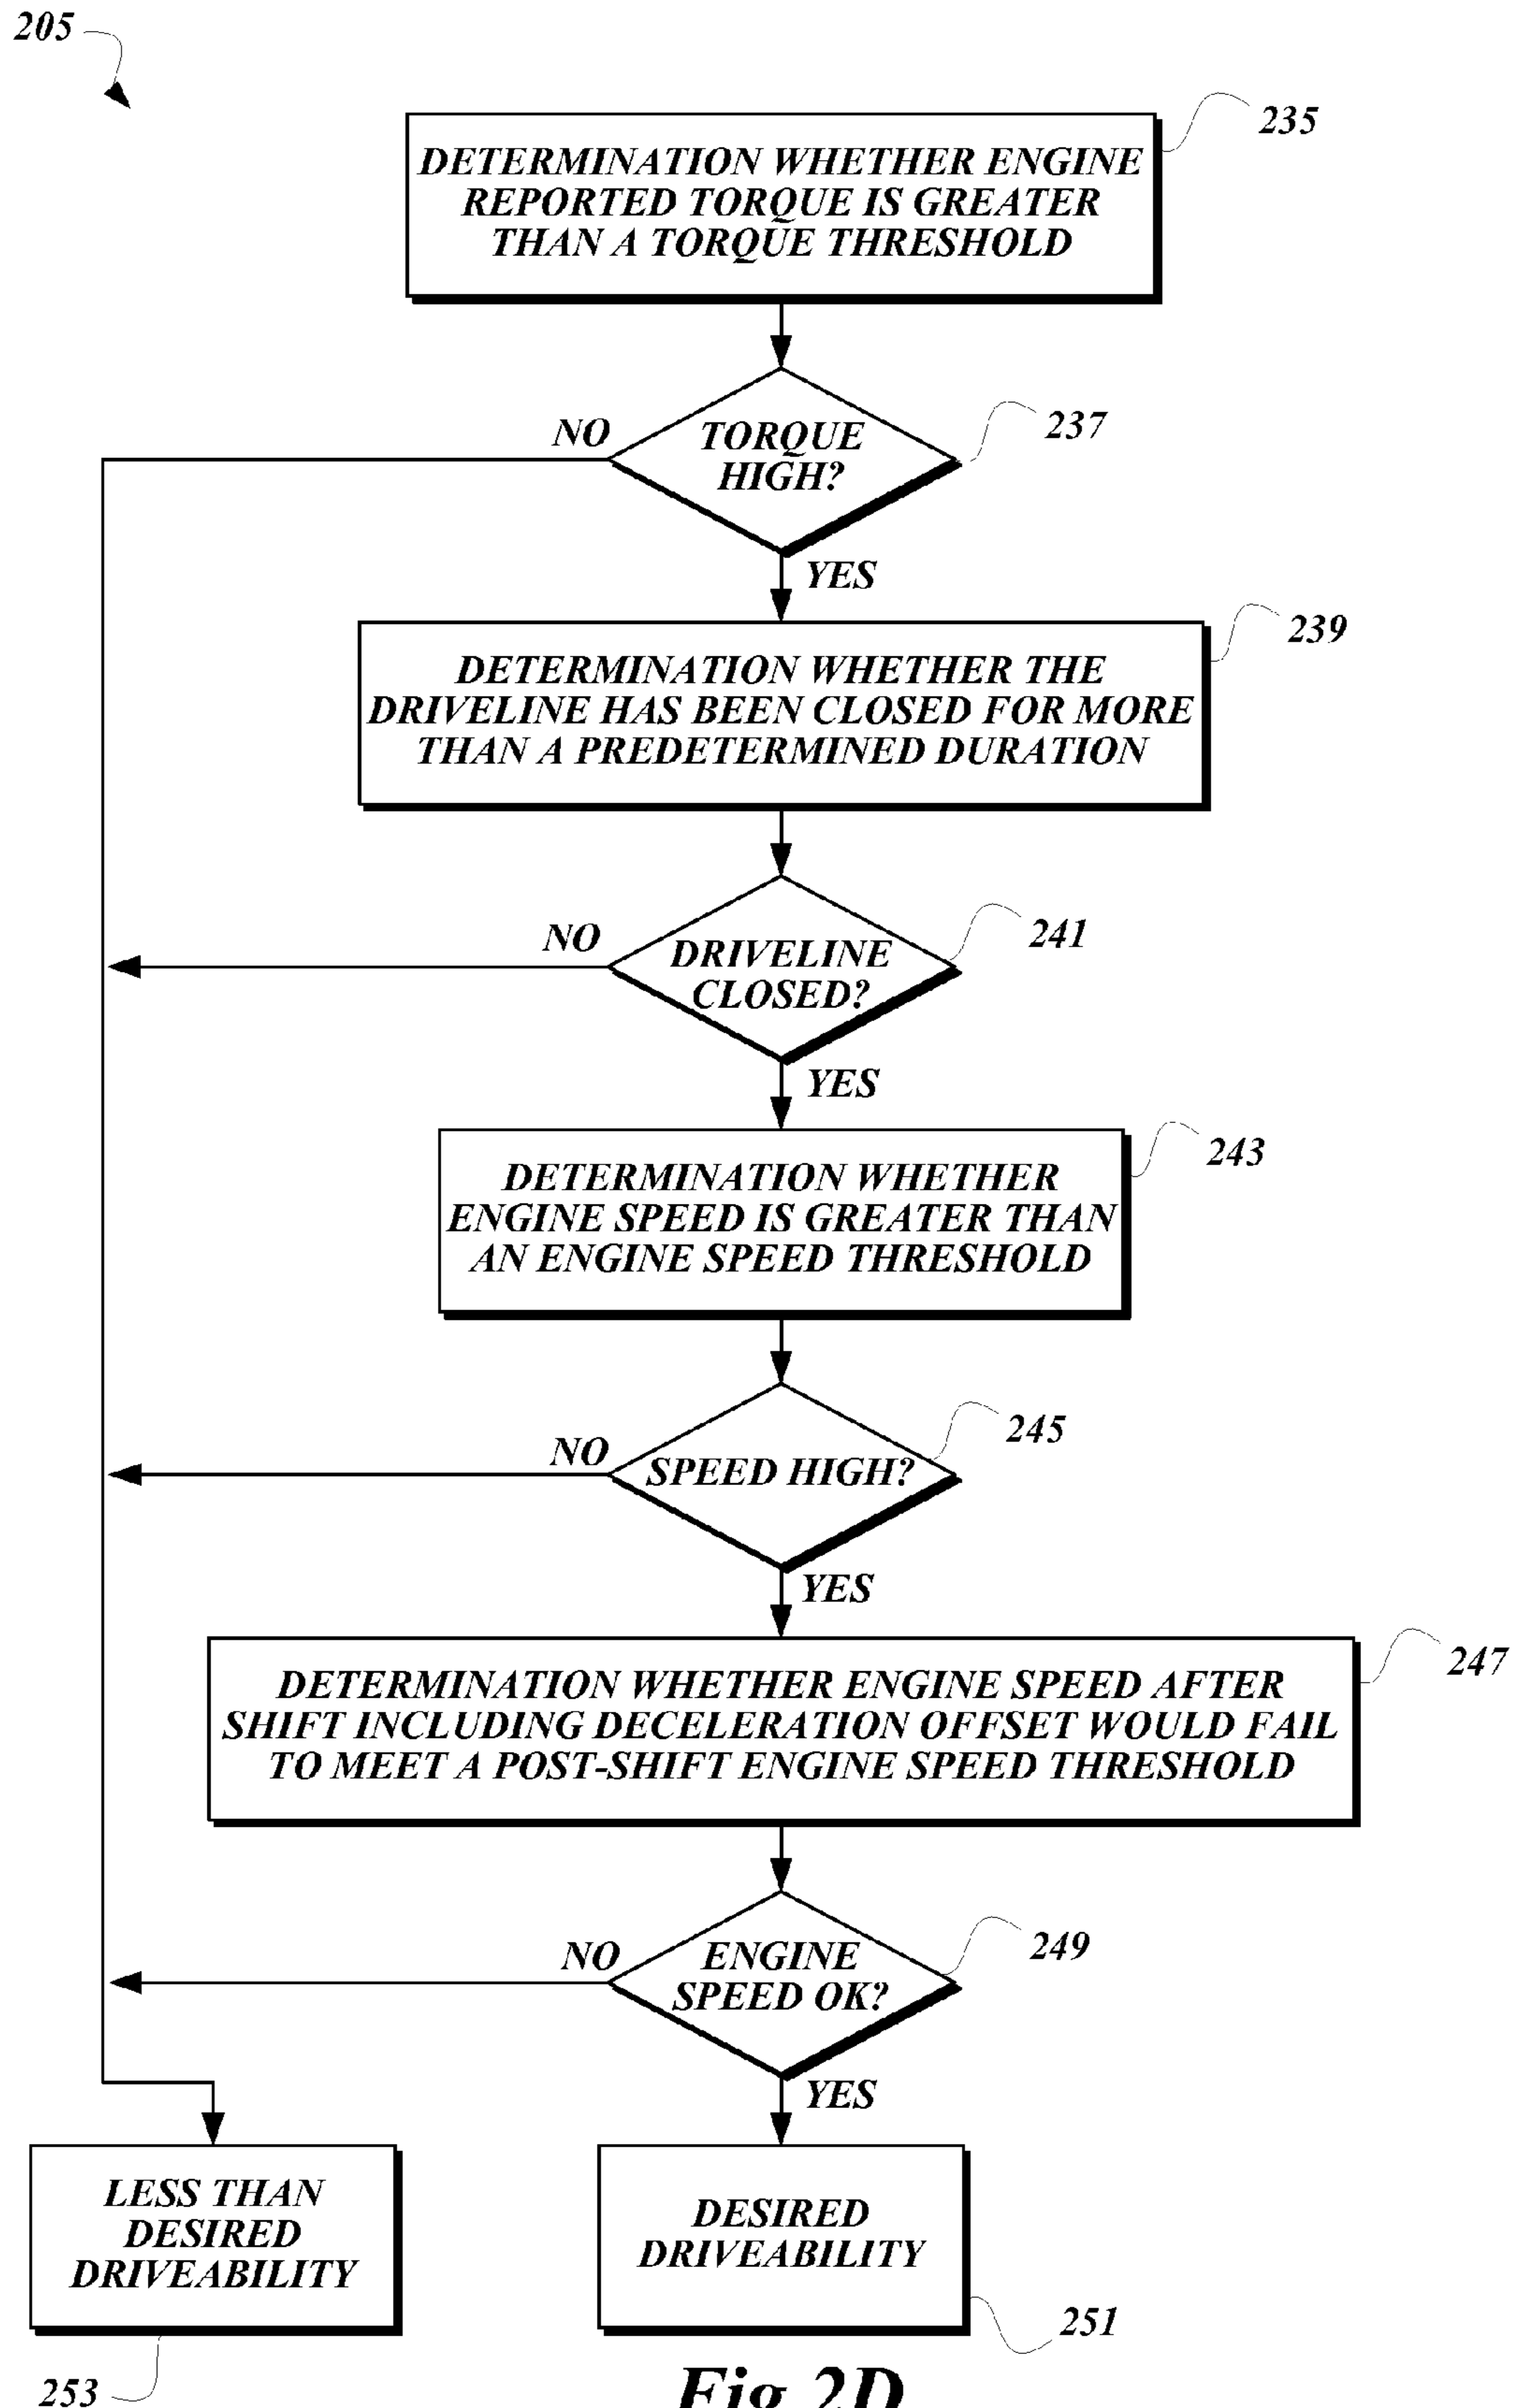 205
235
DETERMINATION WHETHER ENGINE
REPORTED TORQUE IS GREATER
THAN A TORQUE THRESHOLD
NO
TORQUE
HIGH?
237
YES
239
DETERMINATION WHETHER THE
DRIVELINE HAS BEEN CLOSED FOR MORE
THAN A PREDETERMINED DURATION
NO
DRIVELINE
CLOSED?
241
YES
243
DETERMINATION WHETHER
ENGINE SPEED IS GREATER THAN
AN ENGINE SPEED THRESHOLD
NO
SPEED HIGH?
245
YES
247
DETERMINATION WHETHER ENGINE SPEED AFTER
SHIFT INCLUDING DECELERATION OFFSET WOULD FAIL
TO MEET A POST-SHIFT ENGINE SPEED THRESHOLD
NO
ENGINE
SPEED OK?
249
YES
LESS THAN
DESIRED
DRIVEABILITY
DESIRED
DRIVEABILITY
251
253
Fig 2D